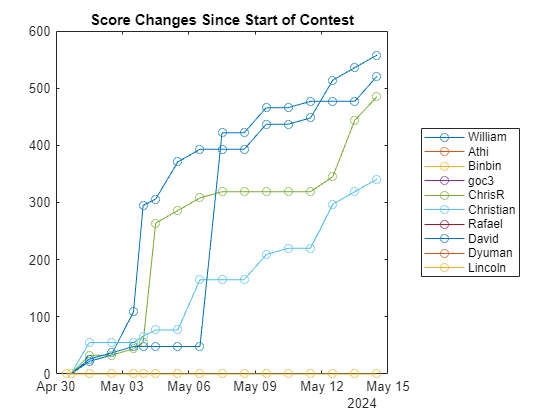 Score Changes Since Start of Contest
600
500
400
300
200
100
0
Apr 30 May 03 May 06 May 09 May 12 May 15
2024
William
Athi
Binbin
goc3
ChrisR
Christian
Rafael
David
Dyuman
Lincoln